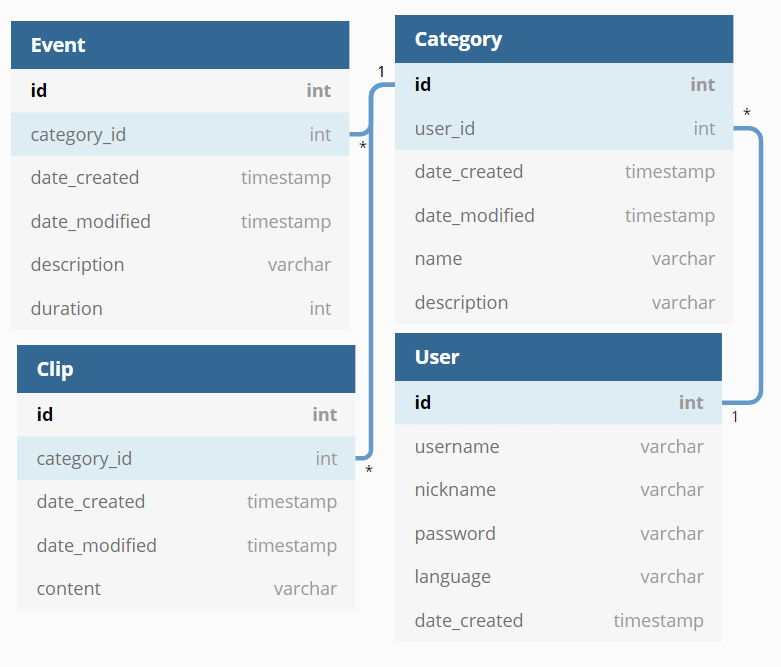 Event
id int
category_id int
date_created timestamp
date_modified timestamp
description varchar
duration int
1
*
Category
id int
user_id int
date_created timestamp
date_modified timestamp
name varchar
description varchar
*
Clip
id int
category_id int
date_created timestamp
date_modified timestamp
content varchar
*
User
id int
username varchar
nickname varchar
password varchar
language varchar
date_created timestamp
1